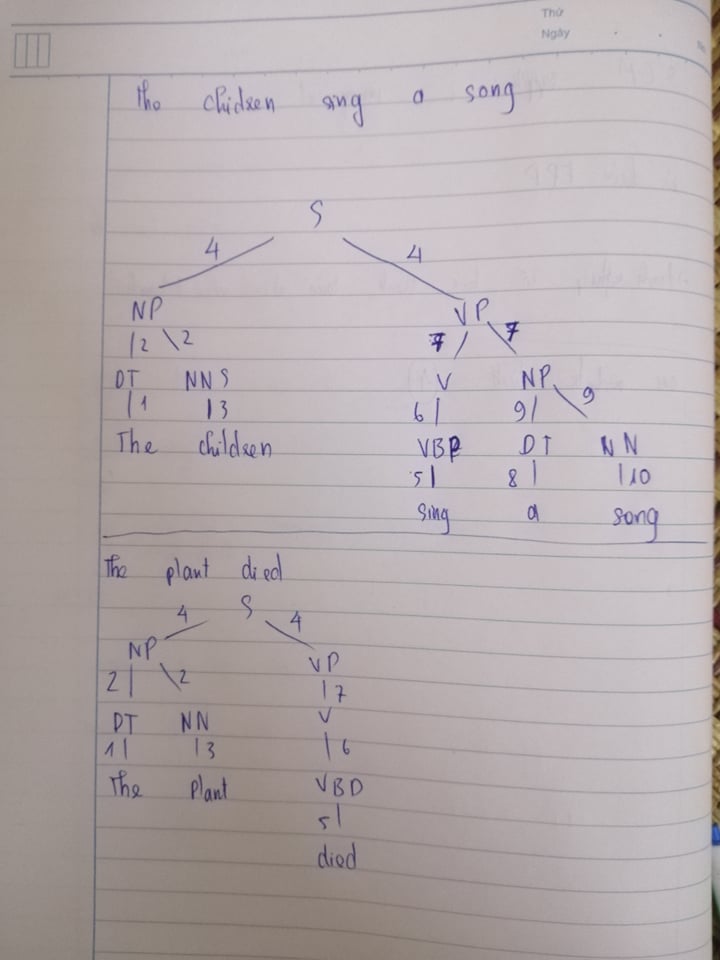 Thứ
Ngày
The chidren sing a song
S
4 4
NP VP
2 2 7 7
DT NNS V NP 9
1 3 6 9
The children VBP DT NN
5 8 10
sing a song
The plant died
S
4 4
NP VP
2 2 7
DT NN V
1 3 6
The Plant VBD
5
died